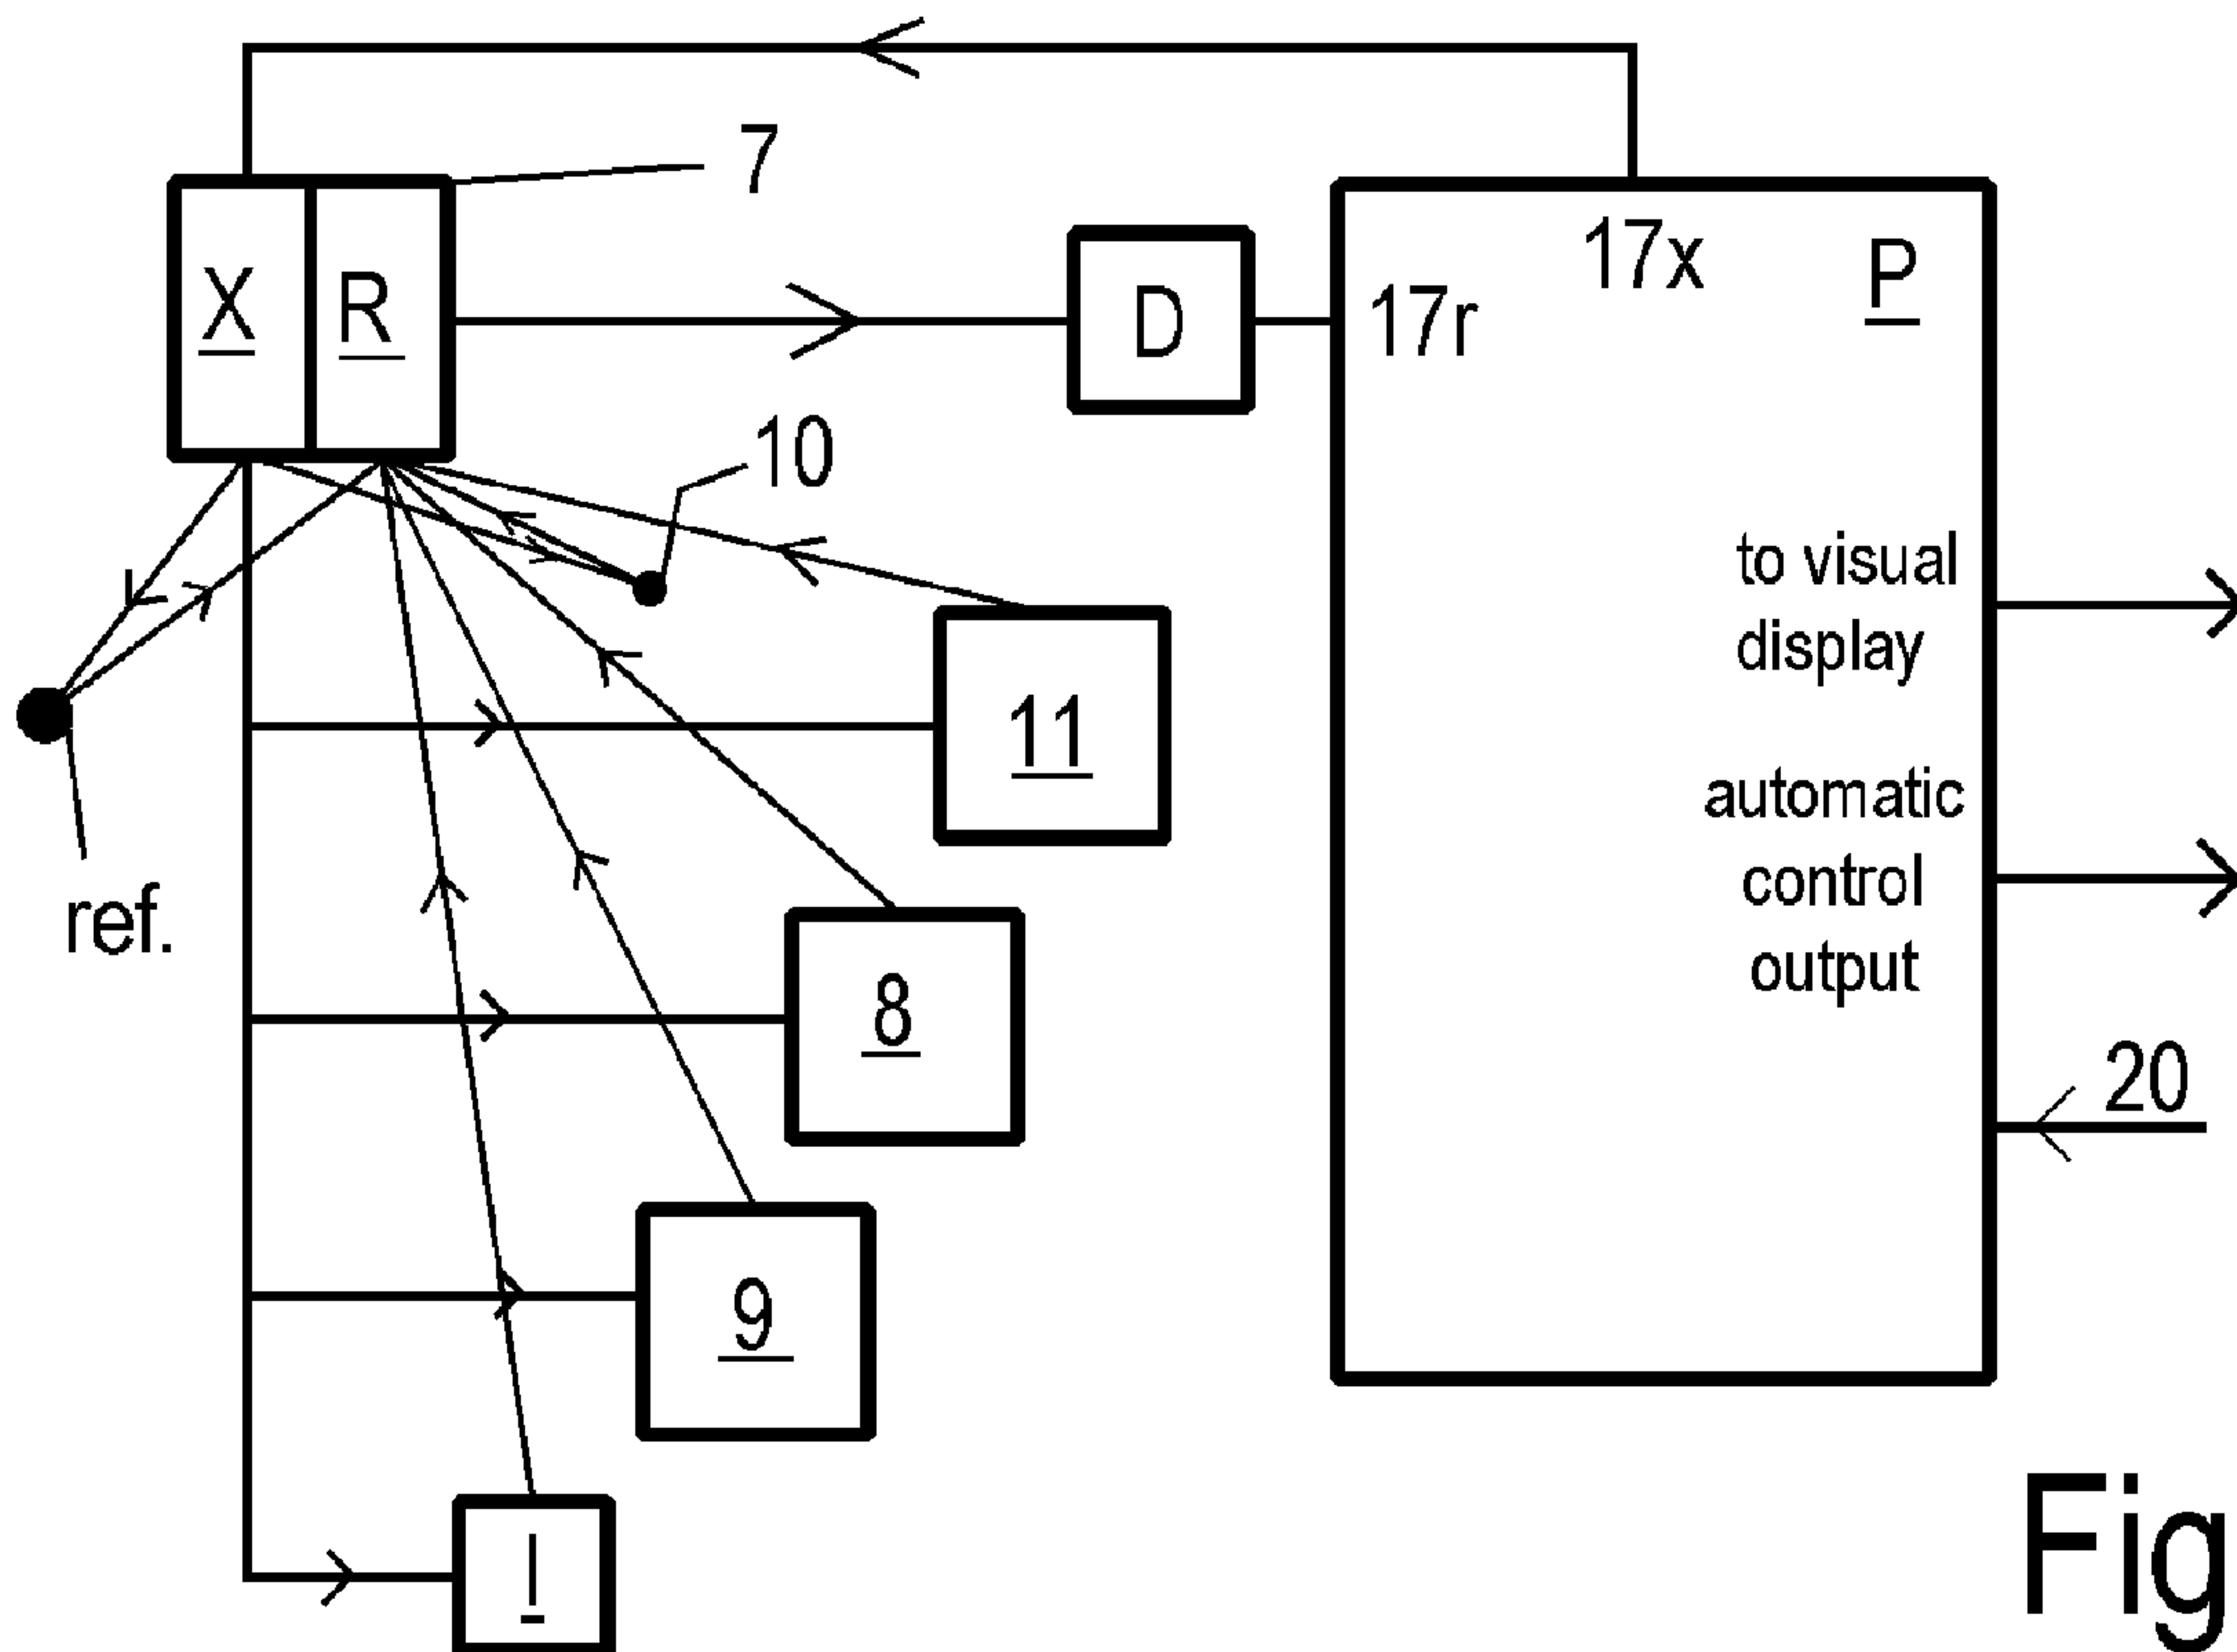 7
X R
17x P
D 17r
10
to visual
display
11
automatic
ref. control
output
8
20
9
I
Fig